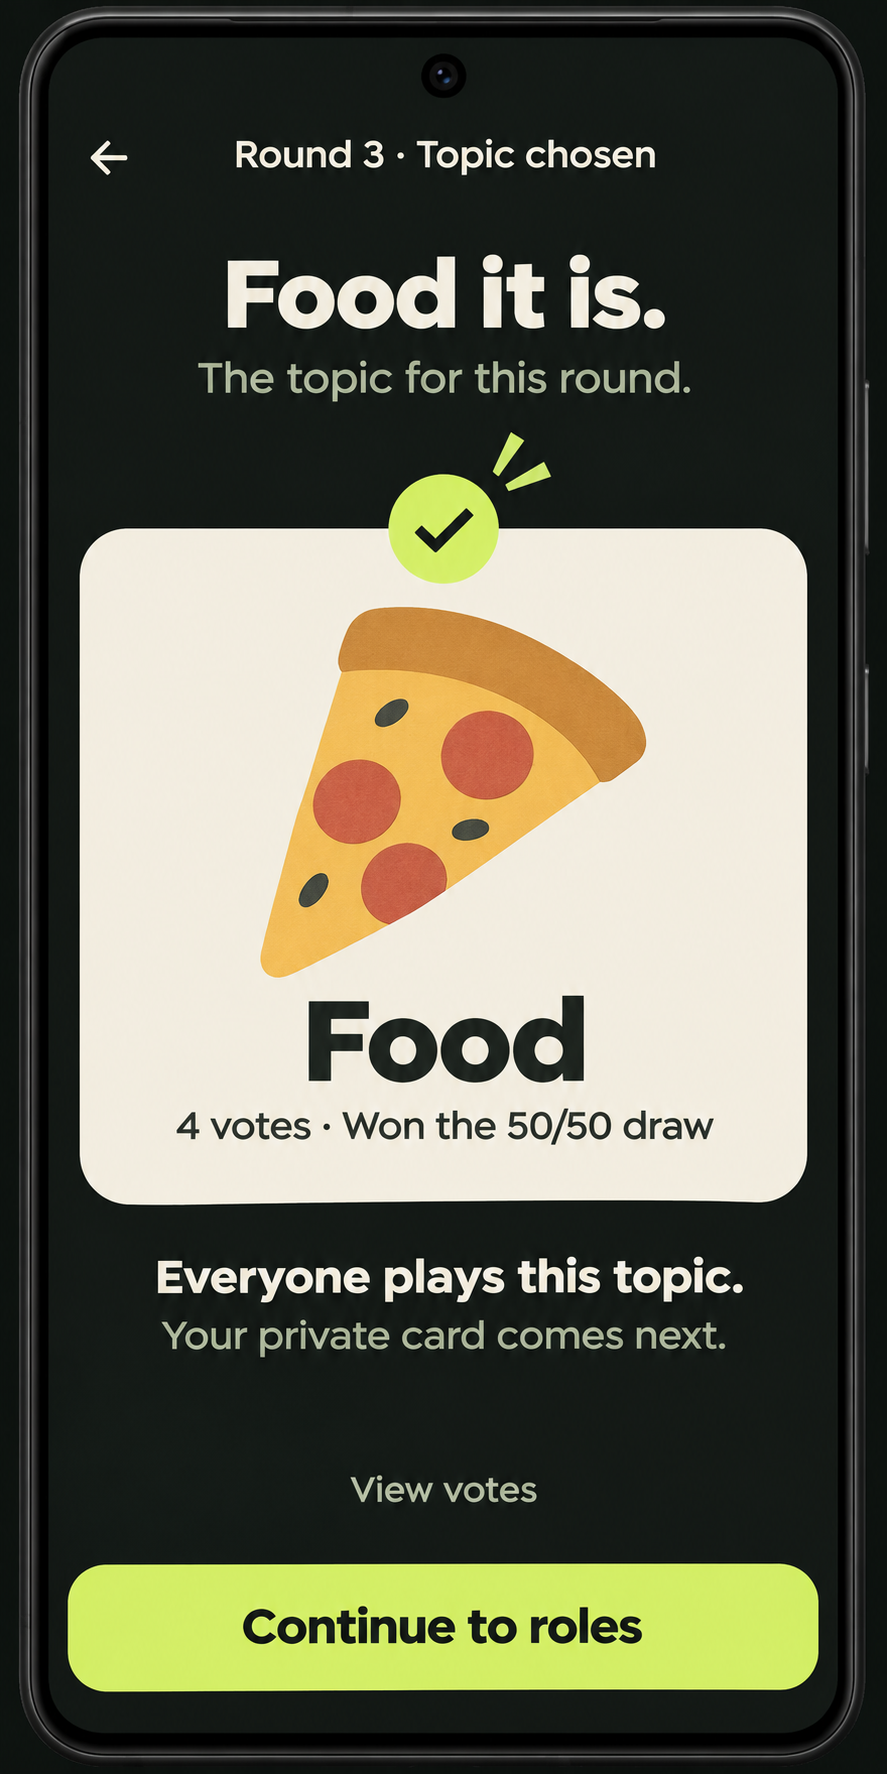 Round 3 · Topic chosen
Food it is.
The topic for this round.
Food
4 votes · Won the 50/50 draw
Everyone plays this topic.
Your private card comes next.
View votes
Continue to roles